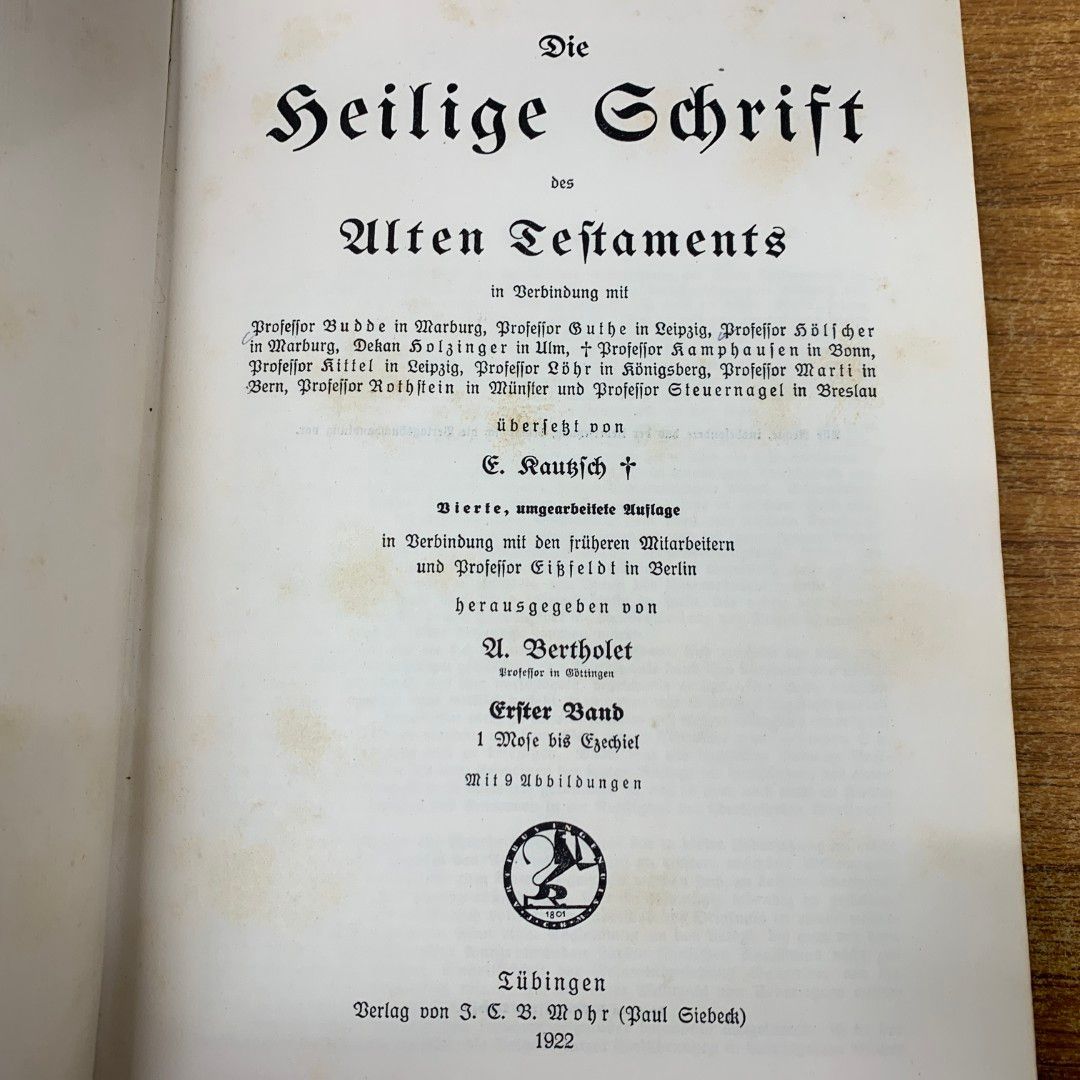 Die
Heilige Schrift
des
Alten Teſtaments
in Verbindung mit
Profeſſor Budde in Marburg, Profeſſor Guthe in Leipzig, Profeſſor Hölſcher
in Marburg, Dekan Holzinger in Ulm, † Profeſſor Kamphauſen in Bonn,
Profeſſor Kittel in Leipzig, Profeſſor Löhr in Königsberg, Profeſſor Marti in
Bern, Profeſſor Rothſtein in Münſter und Profeſſor Steuernagel in Breslau
überſetzt von
E. Kautzſch †
Vierte, umgearbeitete Auflage
in Verbindung mit den früheren Mitarbeitern
und Profeſſor Eißfeldt in Berlin
herausgegeben von
A. Bertholet
Profeſſor in Göttingen
Erſter Band
1 Moſe bis Ezechiel
Mit 9 Abbildungen
ARTIBUS INGENUIS
1801
J.C.B.M.
Tübingen
Verlag von J. C. B. Mohr (Paul Siebeck)
1922